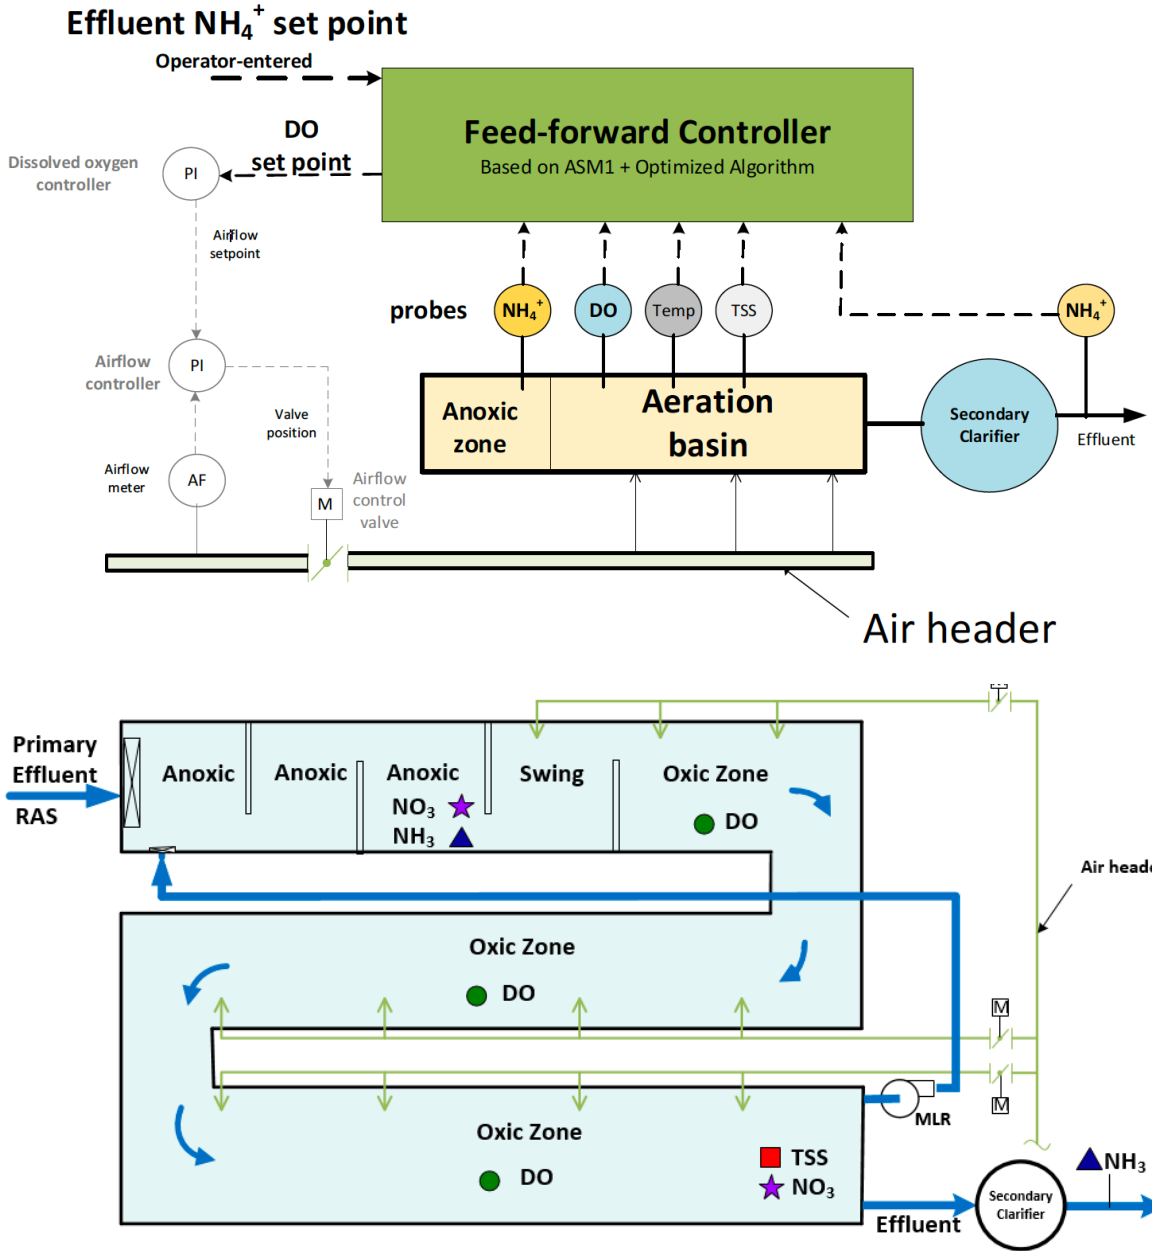 Effluent NH₄⁺ set point
Operator-entered
Feed-forward Controller
Based on ASM1 + Optimized Algorithm
DO
set point
Dissolved oxygen
controller
PI
Airflow
setpoint
probes
NH₄⁺
DO
Temp
TSS
NH₄⁺
Airflow
controller
PI
Valve
position
Anoxic
zone
Aeration
basin
Secondary
Clarifier
Effluent
Airflow
meter
AF
M
Airflow
control
valve
Air header
Primary
Effluent
RAS
Anoxic
Anoxic
Anoxic
NO₃
NH₃
Swing
Oxic Zone
DO
Air heade
Oxic Zone
DO
M
M
MLR
Oxic Zone
DO
TSS
NO₃
Effluent
Secondary
Clarifier
NH₃